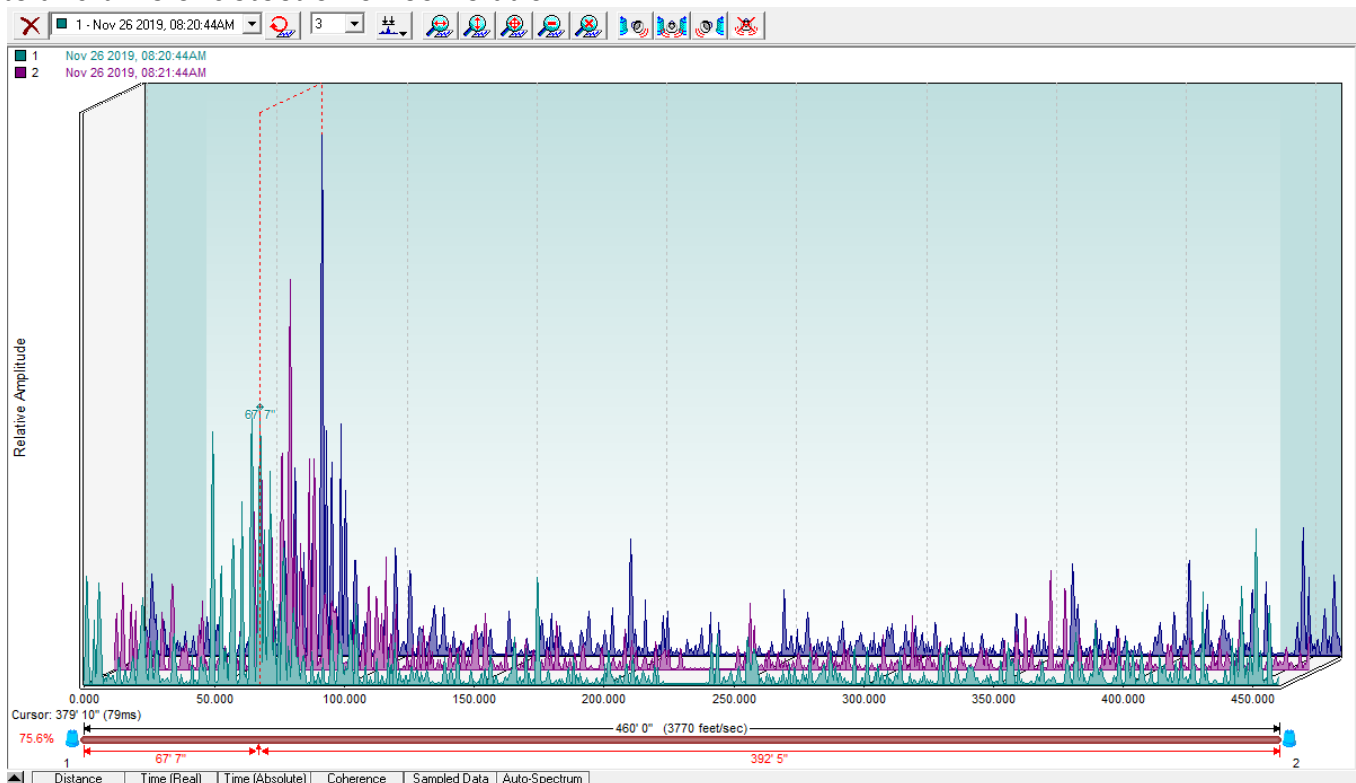 1 - Nov 26 2019, 08:20:44AM 3
1 Nov 26 2019, 08:20:44AM
2 Nov 26 2019, 08:21:44AM
Relative Amplitude
67' 7"
0.000 50.000 100.000 150.000 200.000 250.000 300.000 350.000 400.000 450.000
Cursor: 379' 10" (79ms)
460' 0" (3770 feet/sec)
75.6%
67' 7" 392' 5"
1 2
Distance Time (Real) Time (Absolute) Coherence Sampled Data Auto-Spectrum